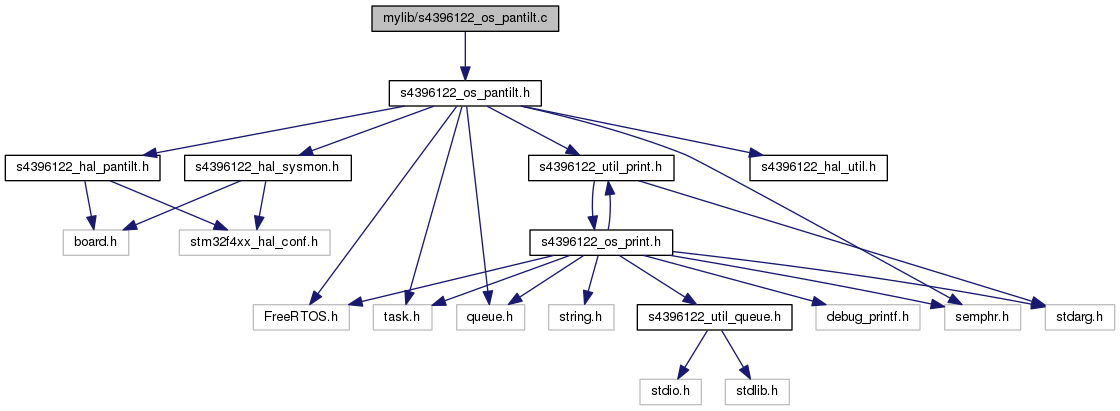 mylib/s4396122_os_pantilt.c
s4396122_os_pantilt.h
s4396122_hal_pantilt.h
s4396122_hal_sysmon.h
s4396122_util_print.h
s4396122_hal_util.h
board.h
stm32f4xx_hal_conf.h
s4396122_os_print.h
FreeRTOS.h
task.h
queue.h
string.h
s4396122_util_queue.h
debug_printf.h
semphr.h
stdarg.h
stdio.h
stdlib.h